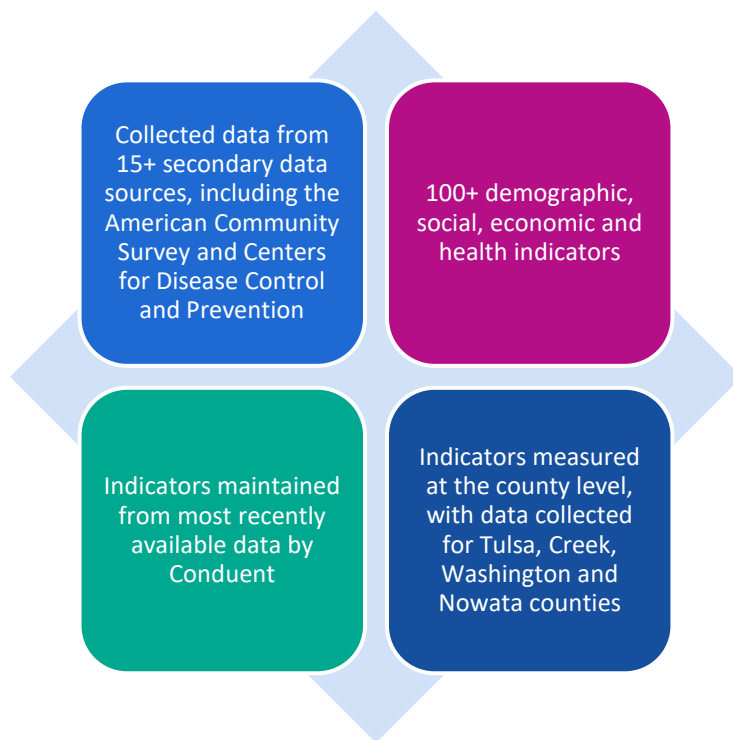 Collected data from
15+ secondary data
sources, including the
American Community
Survey and Centers
for Disease Control
and Prevention
100+ demographic,
social, economic and
health indicators
Indicators maintained
from most recently
available data by
Conduent
Indicators measured
at the county level,
with data collected
for Tulsa, Creek,
Washington and
Nowata counties